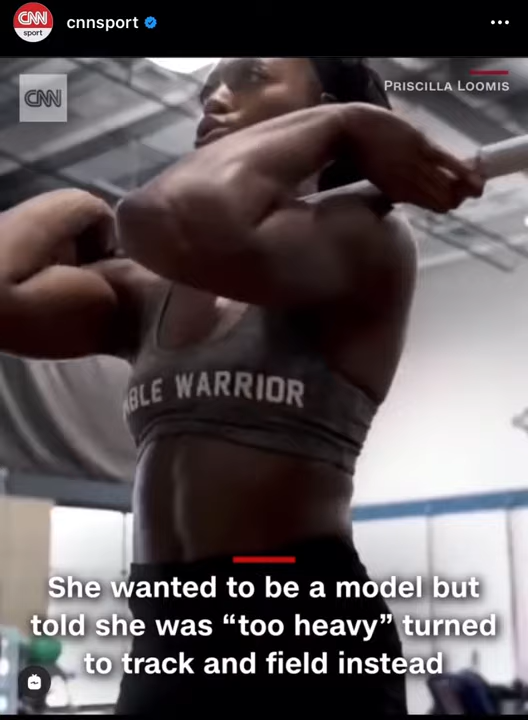 CNN
sport
cnnsport
CNN
PRISCILLA LOOMIS
BLE WARRIOR
She wanted to be a model but
told she was “too heavy” turned
to track and field instead